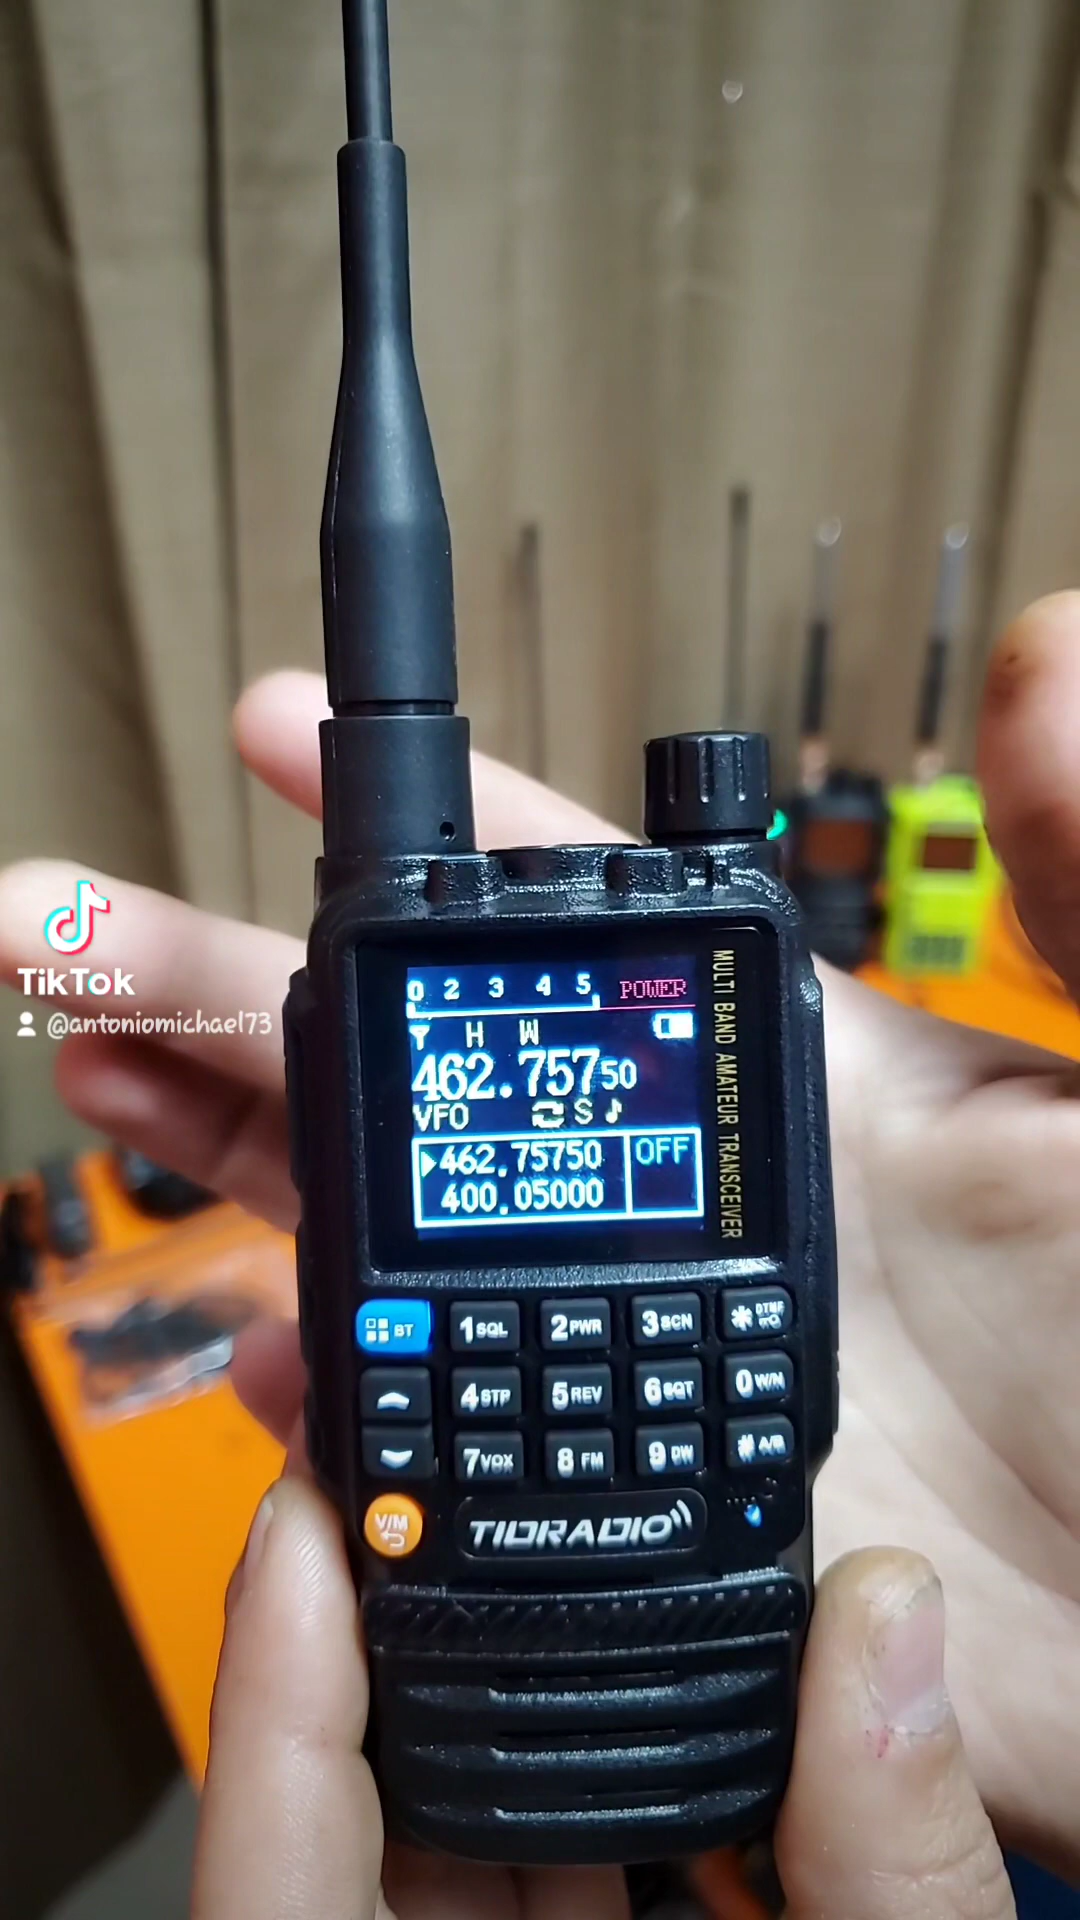 0 2 3 4 5 POWER
H W
462.75750
VFO S
462.75750 OFF
400.05000
MULTI BAND AMATEUR TRANSCEIVER
TikTok
@antoniomichael73
BT 1 SQL 2 PWR 3 SCN * DTMF
4 STP 5 REV 6 SQT 0 W/N
7 VOX 8 FM 9 DW # A/B
V/M
TIDRADIO